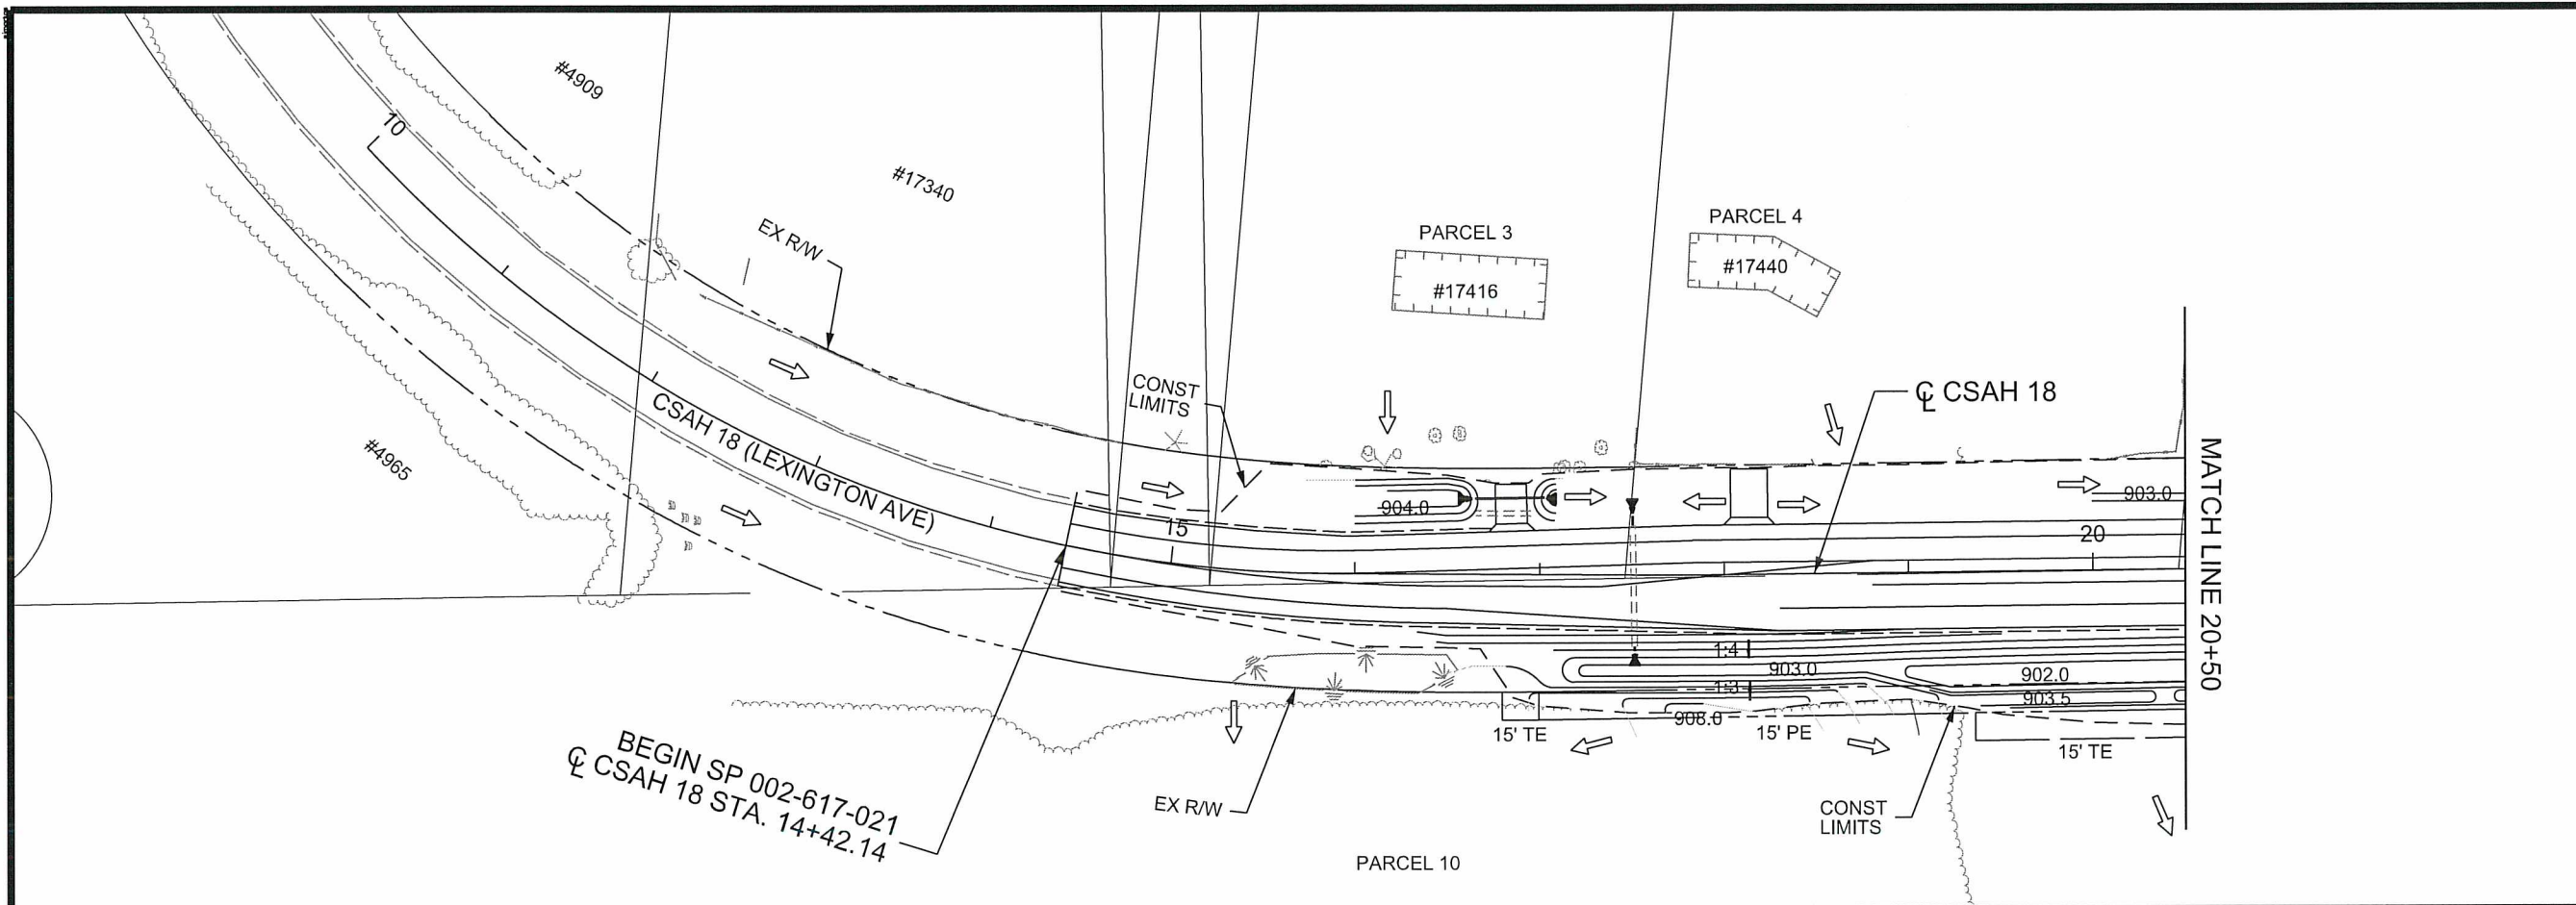 #4909
10
#17340
EX R/W
PARCEL 3
#17416
PARCEL 4
#17440
CONST
LIMITS
℄ CSAH 18
#4965
CSAH 18 (LEXINGTON AVE)
904.0
903.0
15
20
MATCH LINE 20+50
1:4
903.0
902.0
1:3
903.5
908.0
15' TE
15' PE
15' TE
BEGIN SP 002-617-021
℄ CSAH 18 STA. 14+42.14
EX R/W
CONST
LIMITS
PARCEL 10